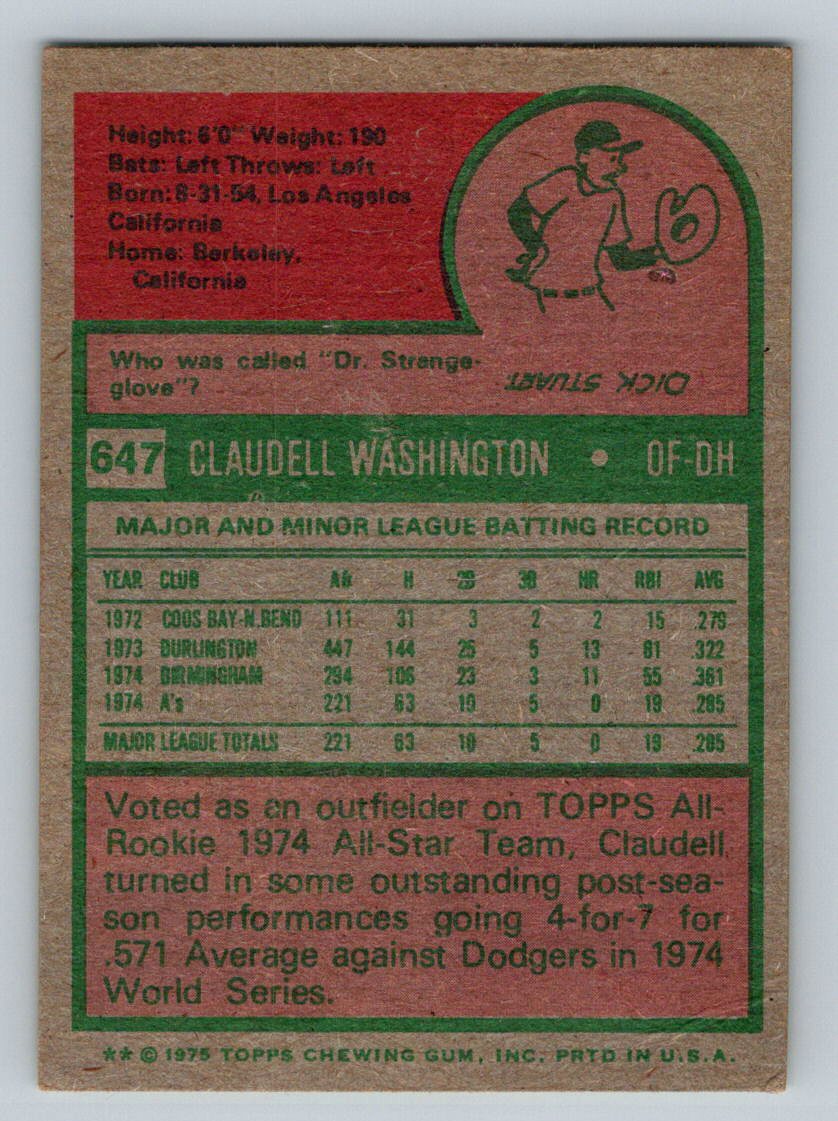 Height: 6'0" Weight: 190
Bats: Left Throws: Left
Born: 8-31-54, Los Angeles
California
Home: Berkeley,
California
Who was called "Dr. Strange-
glove"?
DICK STUART
647 CLAUDELL WASHINGTON • OF-DH
MAJOR AND MINOR LEAGUE BATTING RECORD
YEAR CLUB AB H 2B 3B HR RBI AVG
1972 COOS BAY-N.BEND 111 31 3 2 2 15 .279
1973 BURLINGTON 447 144 25 5 13 81 .322
1974 BIRMINGHAM 294 106 23 3 11 55 .361
1974 A's 221 63 10 5 0 19 .285
MAJOR LEAGUE TOTALS 221 63 10 5 0 19 .285
Voted as an outfielder on TOPPS All-
Rookie 1974 All-Star Team, Claudell
turned in some outstanding post-sea-
son performances going 4-for-7 for
.571 Average against Dodgers in 1974
World Series.
** © 1975 TOPPS CHEWING GUM, INC. PRTD IN U.S.A.